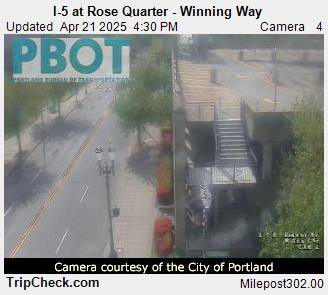 I-5 at Rose Quarter - Winning Way
Updated Apr 21 2025 4:30 PM Camera 4
PBOT
PORTLAND BUREAU OF TRANSPORTATION
Camera courtesy of the City of Portland
TripCheck.com Milepost302.00